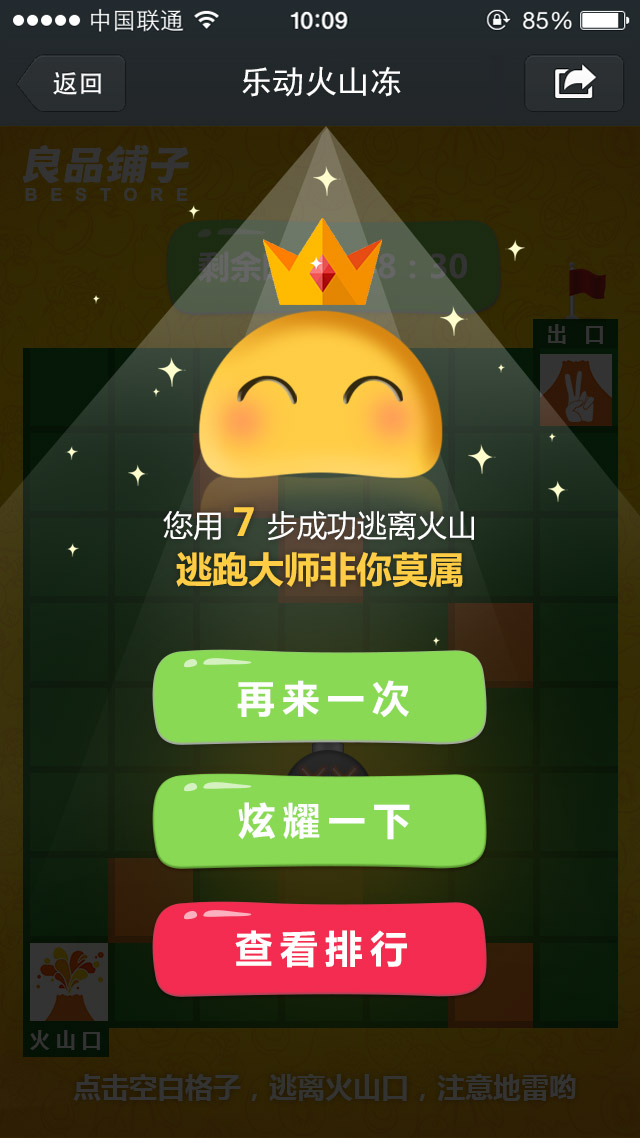 中国联通
10:09
85%
返回
乐动火山冻
良品铺子
BESTORE
剩余
8:30
出 口
您用 7 步成功逃离火山
逃跑大师非你莫属
再来一次
炫耀一下
查看排行
火山口
点击空白格子，逃离火山口，注意地雷哟